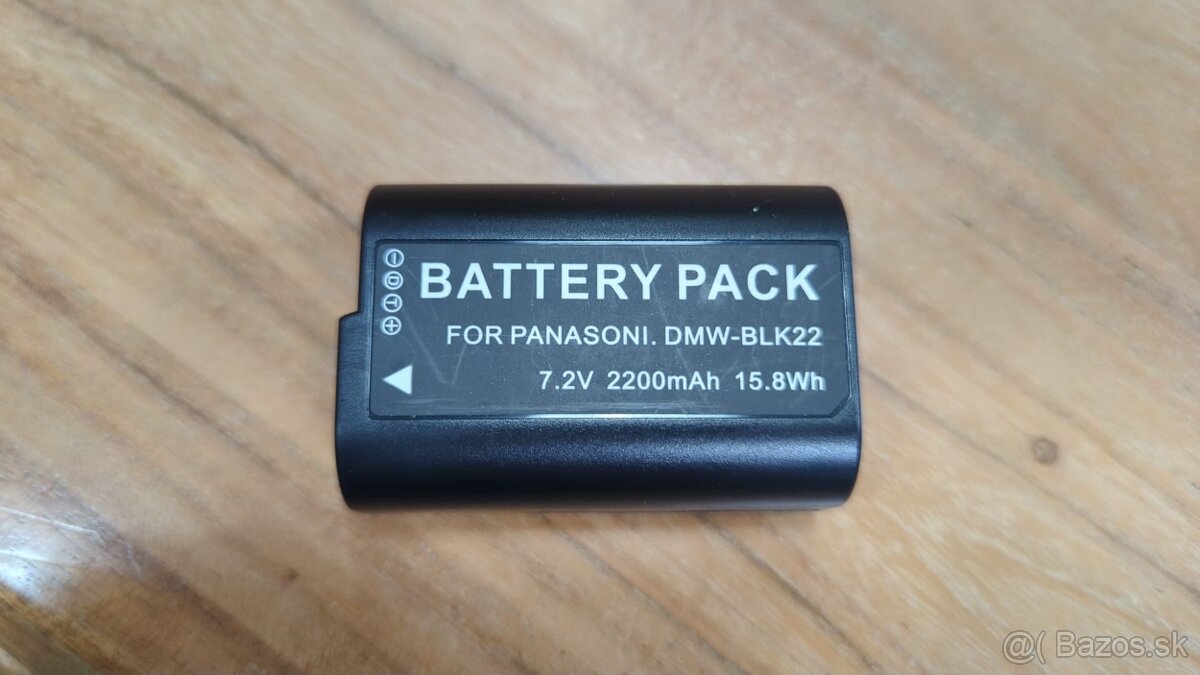 BATTERY PACK
FOR PANASONI. DMW-BLK22
7.2V 2200mAh 15.8Wh
− D T +
@( Bazos.sk